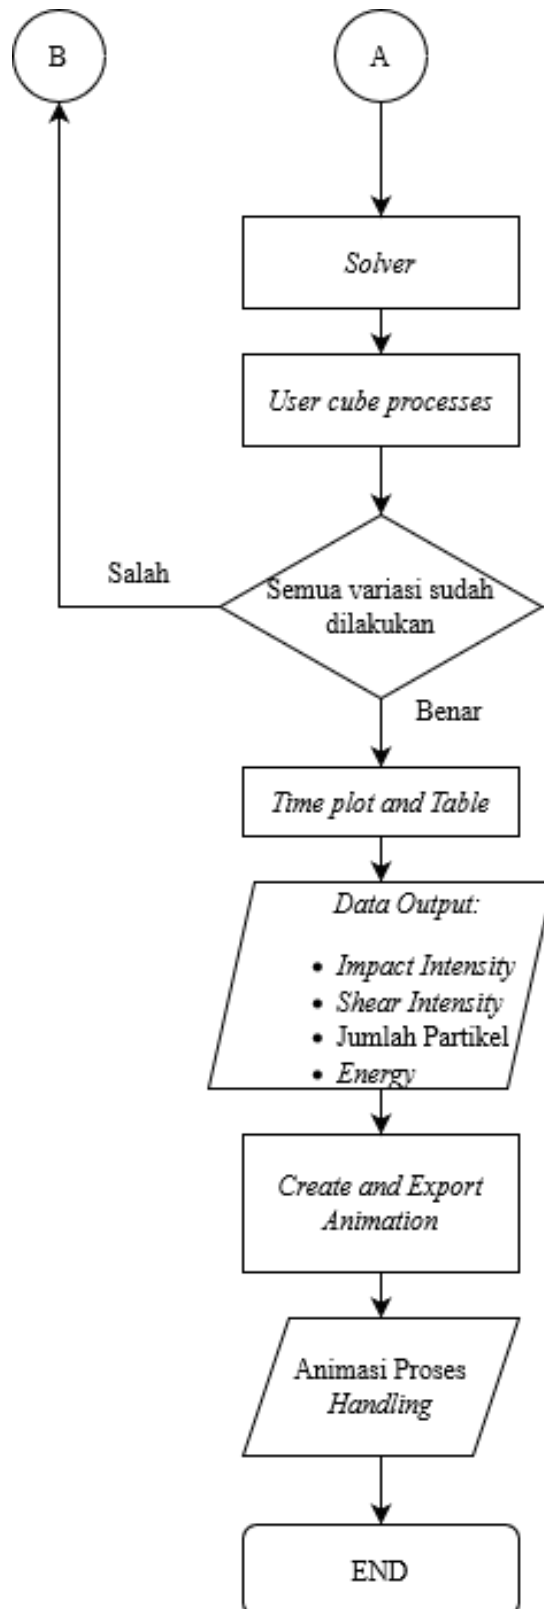 B
A
Solver
User cube processes
Salah
Semua variasi sudah
dilakukan
Benar
Time plot and Table
Data Output:
• Impact Intensity
• Shear Intensity
• Jumlah Partikel
• Energy
Create and Export
Animation
Animasi Proses
Handling
END